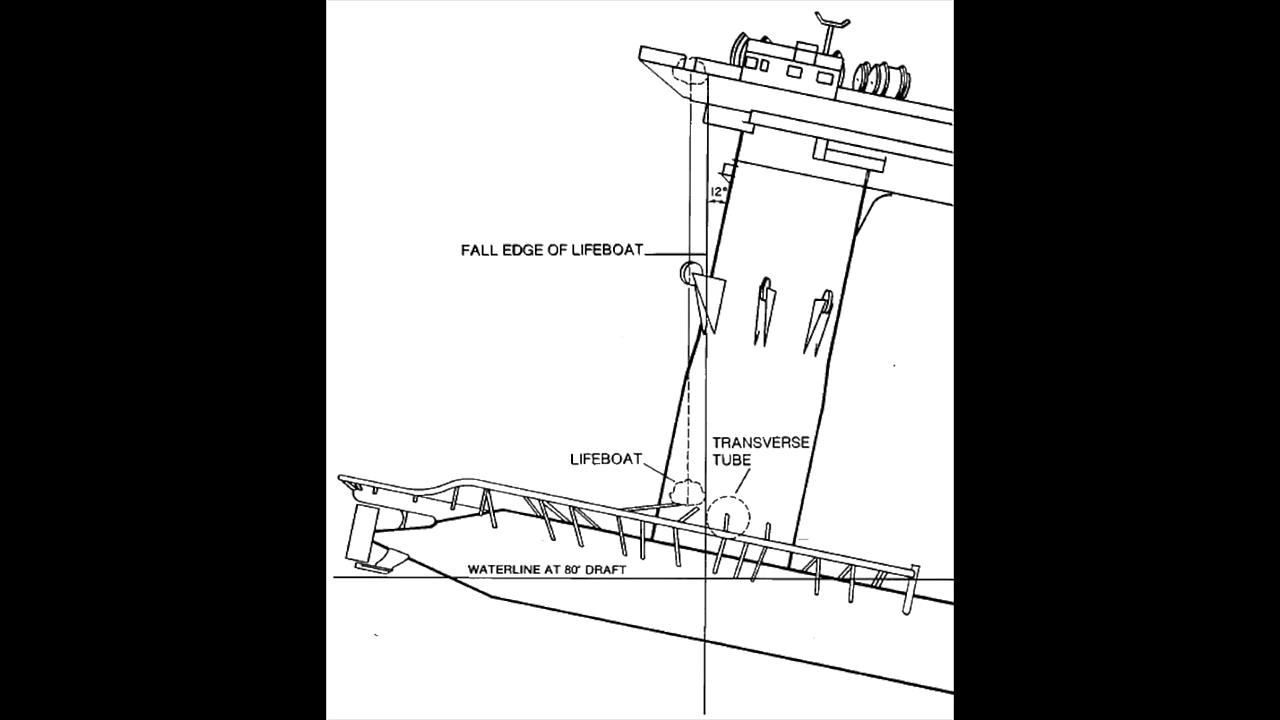 12°
FALL EDGE OF LIFEBOAT
TRANSVERSE
TUBE
LIFEBOAT
WATERLINE AT 80' DRAFT